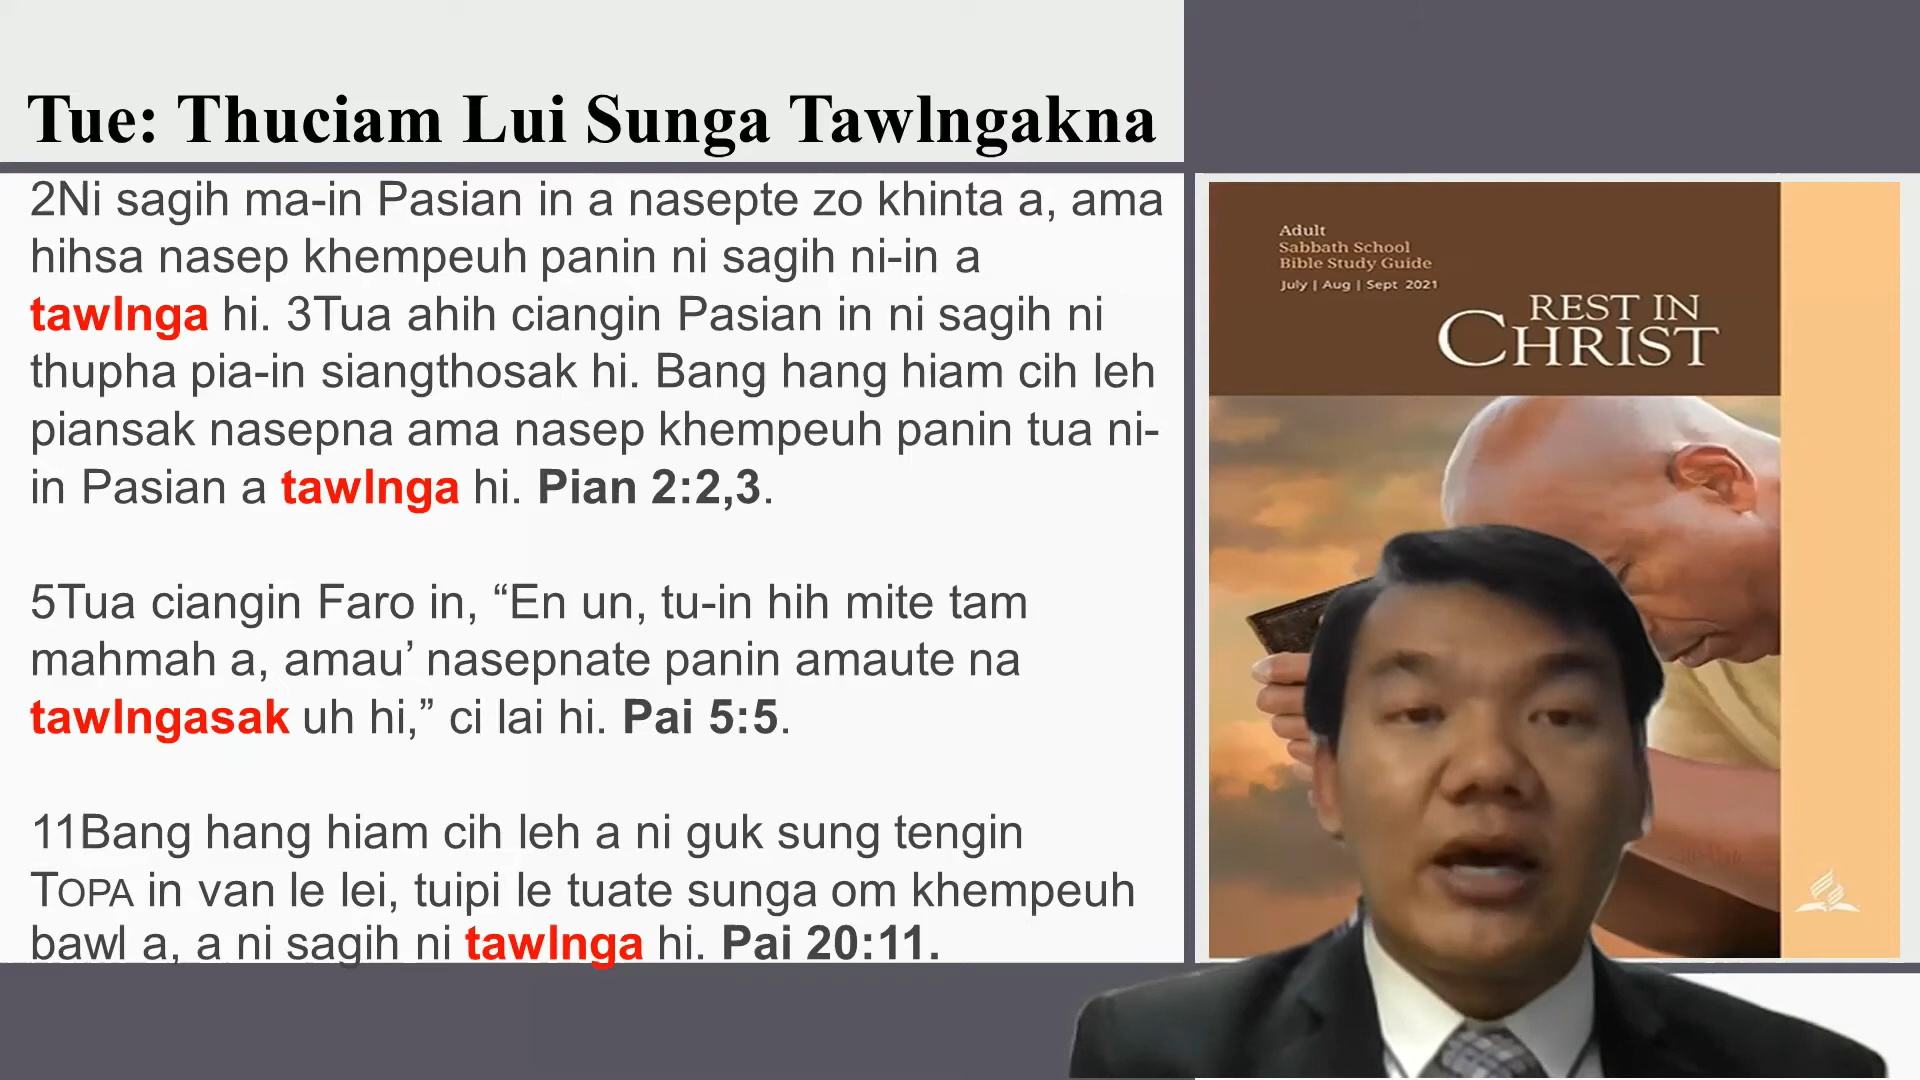 Tue: Thuciam Lui Sunga Tawlngakna
2Ni sagih ma-in Pasian in a nasepte zo khinta a, ama
hihsa nasep khempeuh panin ni sagih ni-in a
tawlnga hi. 3Tua ahih ciangin Pasian in ni sagih ni
thupha pia-in siangthosak hi. Bang hang hiam cih leh
piansak nasepna ama nasep khempeuh panin tua ni-
in Pasian a tawlnga hi. Pian 2:2,3.
5Tua ciangin Faro in, “En un, tu-in hih mite tam
mahmah a, amau’ nasepnate panin amaute na
tawlngasak uh hi,” ci lai hi. Pai 5:5.
11Bang hang hiam cih leh a ni guk sung tengin
TOPA in van le lei, tuipi le tuate sunga om khempeuh
bawl a, a ni sagih ni tawlnga hi. Pai 20:11.
Adult
Sabbath School
Bible Study Guide
July | Aug | Sept 2021
REST IN
CHRIST